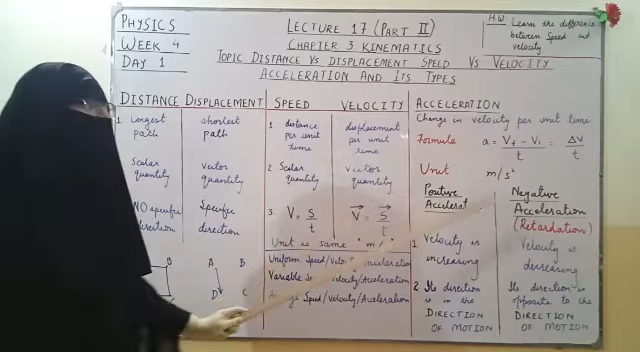 PHYSICS
WEEK 4
DAY 1
LECTURE 17 (PART II)
CHAPTER 3 KINEMATICS
TOPIC DISTANCE VS DISPLACEMENT SPEED VS VELOCITY
ACCELERATION AND ITS TYPES
H.W Learn the difference
between Speed and
velocity
DISTANCE
1 Longest
path
Scalar
quantity
NO specific
direction
DISPLACEMENT
shortest
path
vector
quantity
Specific
direction
A B
D C
SPEED
1 distance
per unit
time
2 Scalar
quantity
3. V = S/t
VELOCITY
displacement
per unit
time
vector
quantity
V = S/t
Unit is same "m/
Uniform Speed/Velo
Variable velocity/Acceleration
Speed/velocity/Acceleration
ACCELERATION
Change in velocity per unit time
Formula a = Vf - Vi / t = ΔV / t
Unit m/s²
Positive
Accelerat
1 Velocity is
increasing
2 Its direction
is in the
DIRECTION
OF MOTION
Negative
Acceleration
(Retardation)
Velocity is
decreasing
Its direction is
opposite to the
DIRECTION
OF MOTION